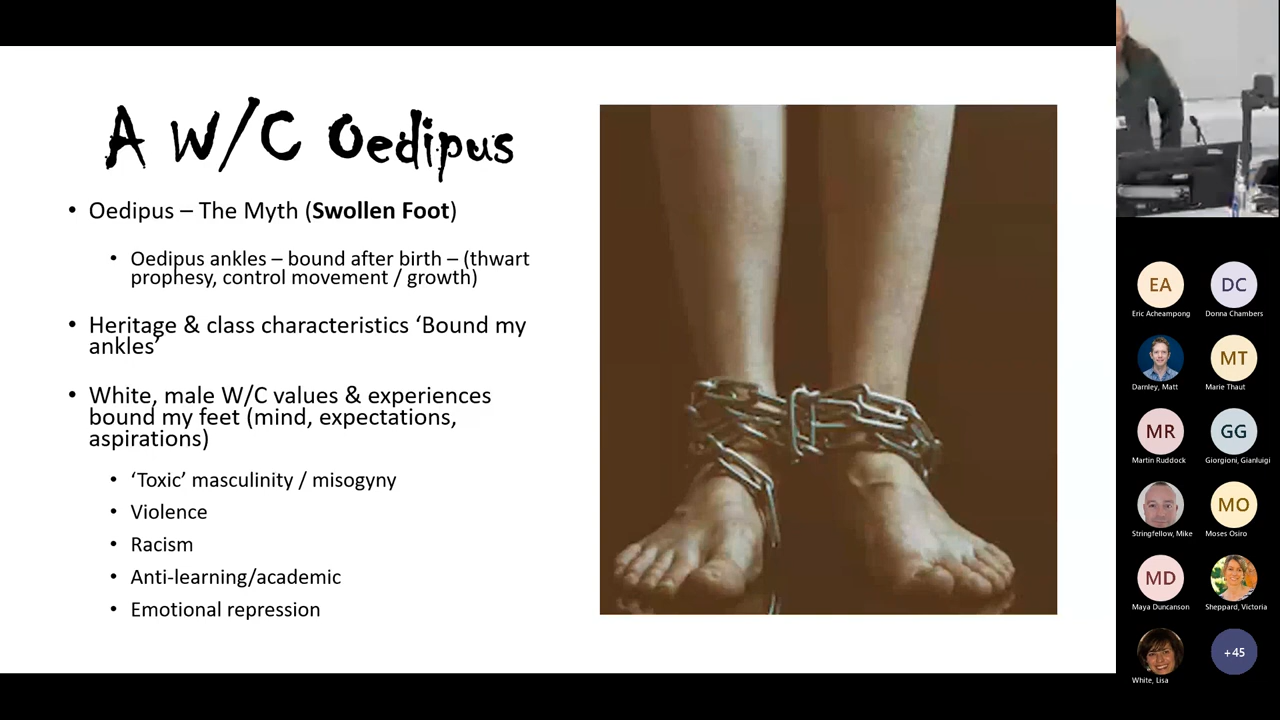 A W/C Oedipus
• Oedipus – The Myth (Swollen Foot)
• Oedipus ankles – bound after birth – (thwart
prophesy, control movement / growth)
• Heritage & class characteristics ‘Bound my
ankles’
• White, male W/C values & experiences
bound my feet (mind, expectations,
aspirations)
• ‘Toxic’ masculinity / misogyny
• Violence
• Racism
• Anti-learning/academic
• Emotional repression
EA
DC
Eric Acheampong
Donna Chambers
MT
Darnley, Matt
Marie Thaut
MR
GG
Martin Ruddock
Giorgioni, Gianluigi
MO
Stringfellow, Mike
Moses Osiro
MD
Maya Duncanson
Sheppard, Victoria
+45
White, Lisa